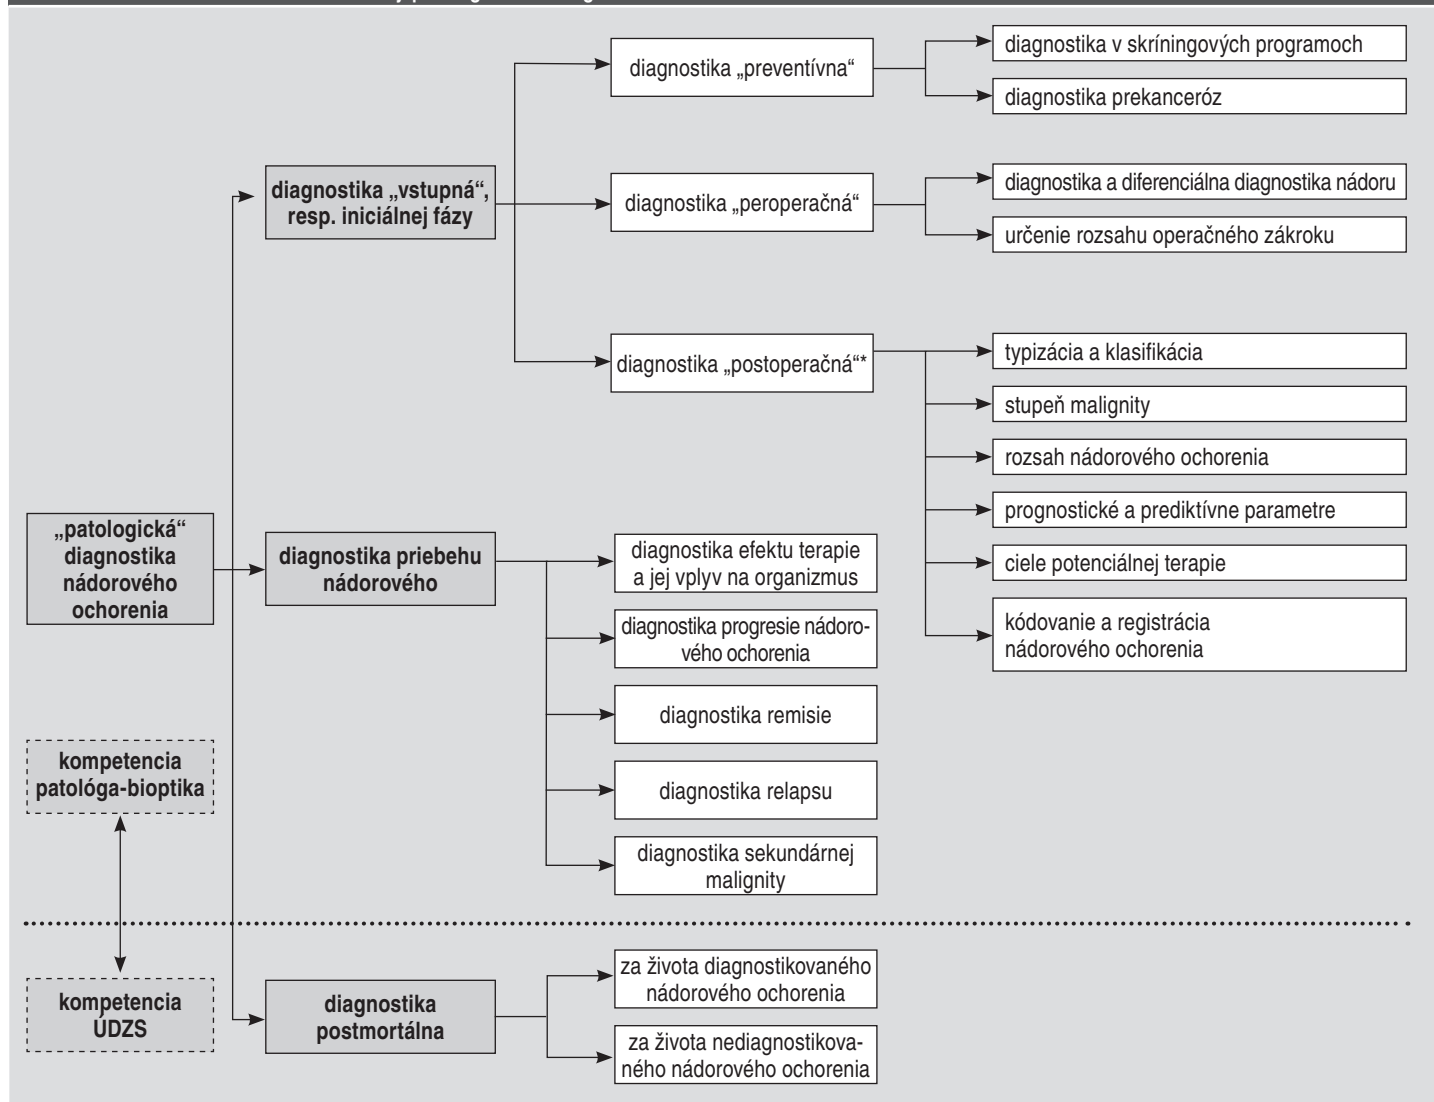 diagnostika „preventívna“
diagnostika v skríningových programoch
diagnostika prekanceróz
diagnostika „vstupná“,
resp. iniciálnej fázy
diagnostika „peroperačná“
diagnostika a diferenciálna diagnostika nádoru
určenie rozsahu operačného zákroku
diagnostika „postoperačná“*
typizácia a klasifikácia
stupeň malignity
rozsah nádorového ochorenia
prognostické a prediktívne parametre
ciele potenciálnej terapie
kódovanie a registrácia
nádorového ochorenia
„patologická“
diagnostika
nádorového
ochorenia
diagnostika priebehu
nádorového
diagnostika efektu terapie
a jej vplyv na organizmus
diagnostika progresie nádoro-
vého ochorenia
diagnostika remisie
diagnostika relapsu
diagnostika sekundárnej
malignity
kompetencia
patológa-bioptika
kompetencia
ÚDZS
diagnostika
postmortálna
za života diagnostikovaného
nádorového ochorenia
za života nediagnostikova-
ného nádorového ochorenia